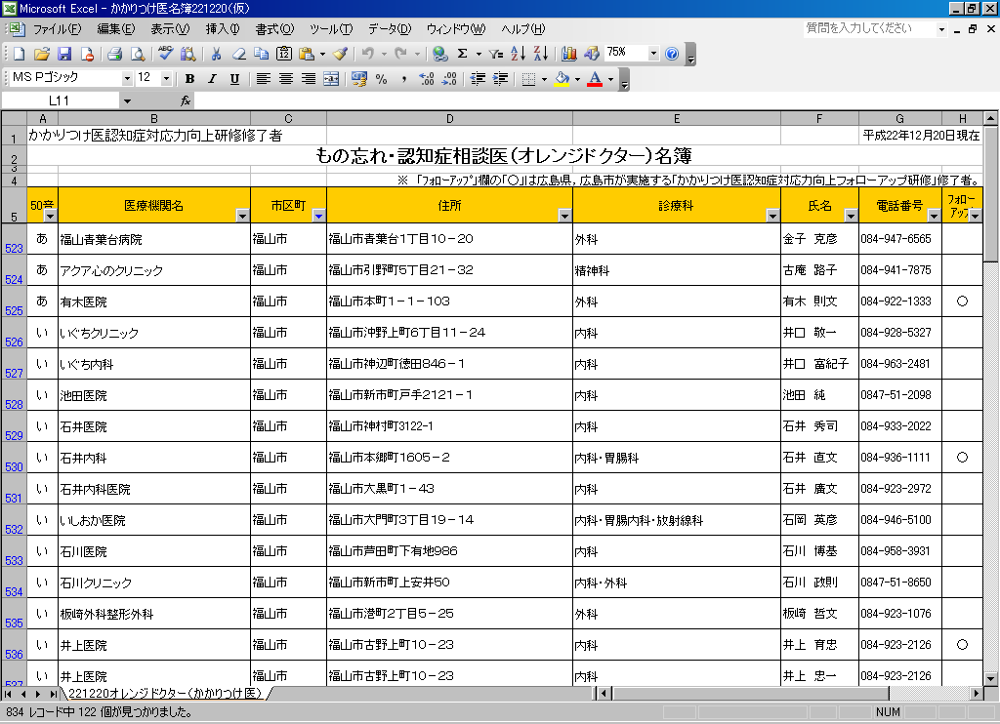 Microsoft Excel - かかりつけ医名簿221220(仮)
ファイル(F) 編集(E) 表示(V) 挿入(I) 書式(O) ツール(T) データ(D) ウィンドウ(W) ヘルプ(H) 質問を入力してください
75%
MS Pゴシック 12 B I U
L11 fx
A B C D E F G H
1 かかりつけ医認知症対応力向上研修修了者 平成22年12月20日現在
2 もの忘れ・認知症相談医(オレンジドクター)名簿
3
4 ※ 「フォローアップ」欄の「○」は広島県,広島市が実施する「かかりつけ医認知症対応力向上フォローアップ研修」修了者。
5 50音 医療機関名 市区町 住所 診療科 氏名 電話番号 フォローアップ
523 あ 福山青葉台病院 福山市 福山市青葉台1丁目10-20 外科 金子 克彦 084-947-6565
524 あ アクア心のクリニック 福山市 福山市引野町5丁目21-32 精神科 古庵 路子 084-941-7875
525 あ 有木医院 福山市 福山市本町1-1-103 外科 有木 則文 084-922-1333 ○
526 い いぐちクリニック 福山市 福山市沖野上町6丁目11-24 内科 井口 敬一 084-928-5327
527 い いぐち内科 福山市 福山市神辺町徳田846-1 内科 井口 富紀子 084-963-2481
528 い 池田医院 福山市 福山市新市町戸手2121-1 内科 池田 純 0847-51-2098
529 い 石井医院 福山市 福山市神村町3122-1 内科 石井 秀司 084-933-2022
530 い 石井内科 福山市 福山市本郷町1605-2 内科・胃腸科 石井 直文 084-936-1111 ○
531 い 石井内科医院 福山市 福山市大黒町1-43 内科 石井 廣文 084-923-2972
532 い いしおか医院 福山市 福山市大門町3丁目19-14 内科・胃腸内科・放射線科 石岡 英彦 084-946-5100
533 い 石川医院 福山市 福山市芦田町下有地986 内科 石川 博基 084-958-3931
534 い 石川クリニック 福山市 福山市新市町上安井50 内科・外科 石川 政則 0847-51-8650
535 い 板崎外科整形外科 福山市 福山市港町2丁目5-25 外科 板崎 哲文 084-923-1076
536 い 井上医院 福山市 福山市古野上町10-23 内科 井上 育忠 084-923-2126 ○
537 い 井上医院 福山市 福山市古野上町10-23 内科 井上 忠一 084-923-2126
221220オレンジドクター(かかりつけ医)
834 レコード中 122 個が見つかりました。 NUM